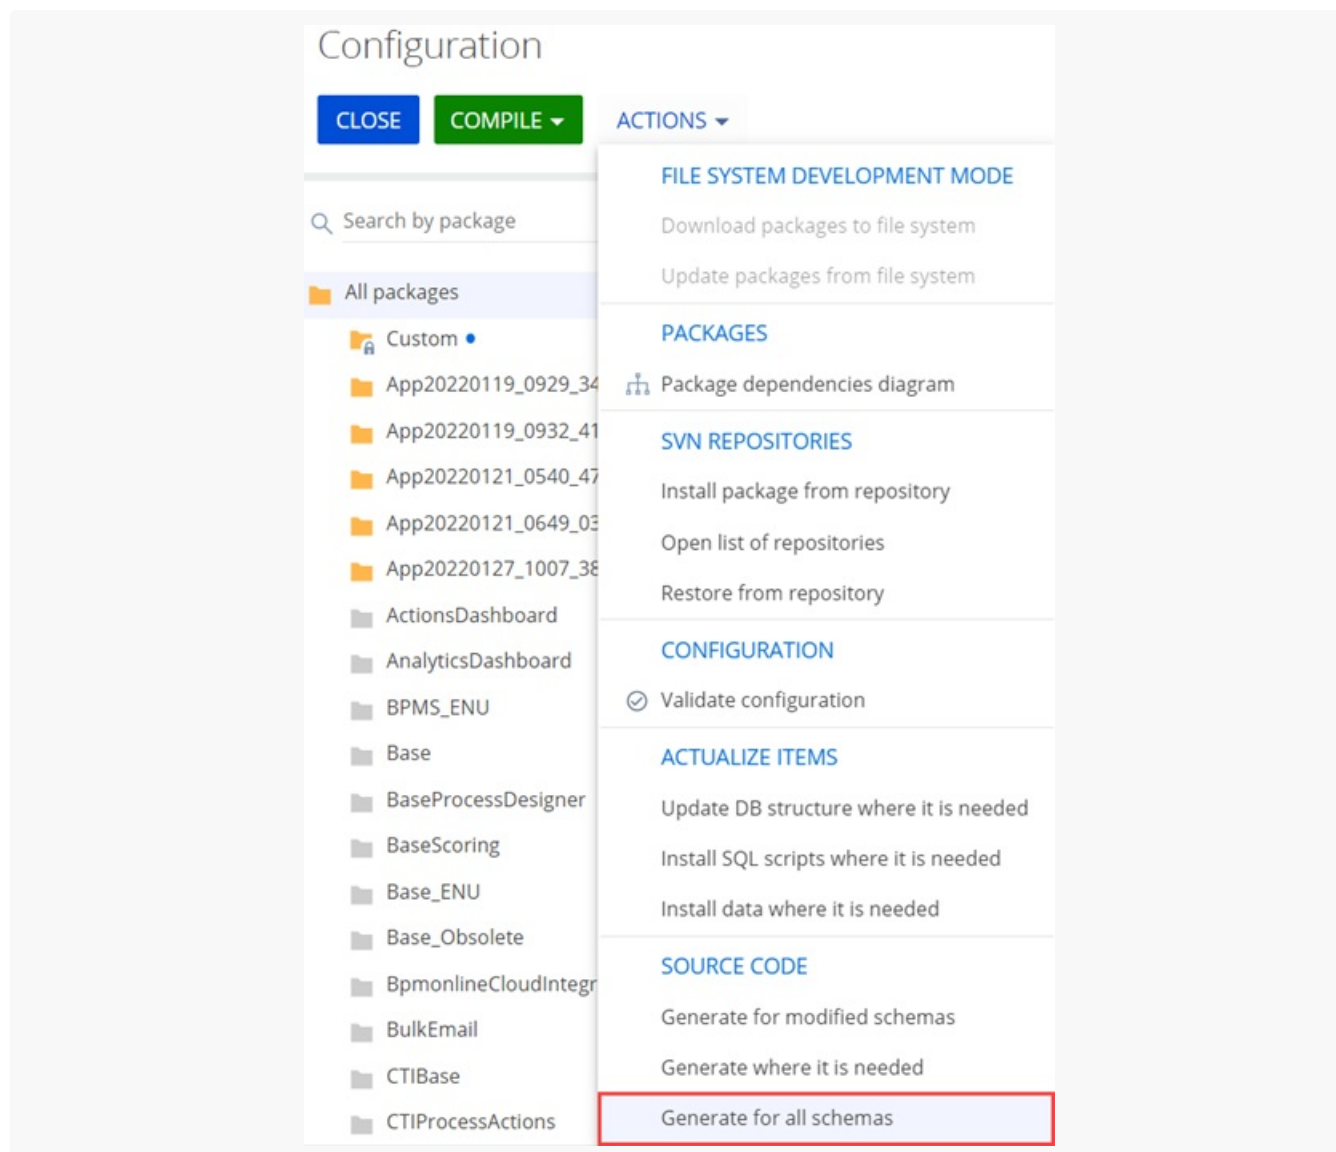 Configuration
CLOSE
COMPILE
ACTIONS
Search by package
All packages
Custom
App20220119_0929_34
App20220119_0932_41
App20220121_0540_47
App20220121_0649_03
App20220127_1007_38
ActionsDashboard
AnalyticsDashboard
BPMS_ENU
Base
BaseProcessDesigner
BaseScoring
Base_ENU
Base_Obsolete
BpmonlineCloudIntegr
BulkEmail
CTIBase
CTIProcessActions
FILE SYSTEM DEVELOPMENT MODE
Download packages to file system
Update packages from file system
PACKAGES
Package dependencies diagram
SVN REPOSITORIES
Install package from repository
Open list of repositories
Restore from repository
CONFIGURATION
Validate configuration
ACTUALIZE ITEMS
Update DB structure where it is needed
Install SQL scripts where it is needed
Install data where it is needed
SOURCE CODE
Generate for modified schemas
Generate where it is needed
Generate for all schemas